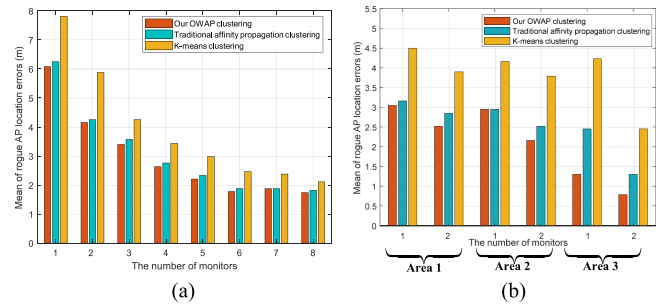 Mean of rogue AP location errors (m)
8
7
6
5
4
3
2
1
0
Our OWAP clustering
Traditional affinity propagation clustering
K-means clustering
1 2 3 4 5 6 7 8
The number of monitors
(a)
Mean of rogue AP location errors (m)
5.5
5
4.5
4
3.5
3
2.5
2
1.5
1
0.5
0
Our OWAP clustering
Traditional affinity propagation clustering
K-means clustering
1 2 1 2 1 2
The number of monitors
Area 1 Area 2 Area 3
(b)